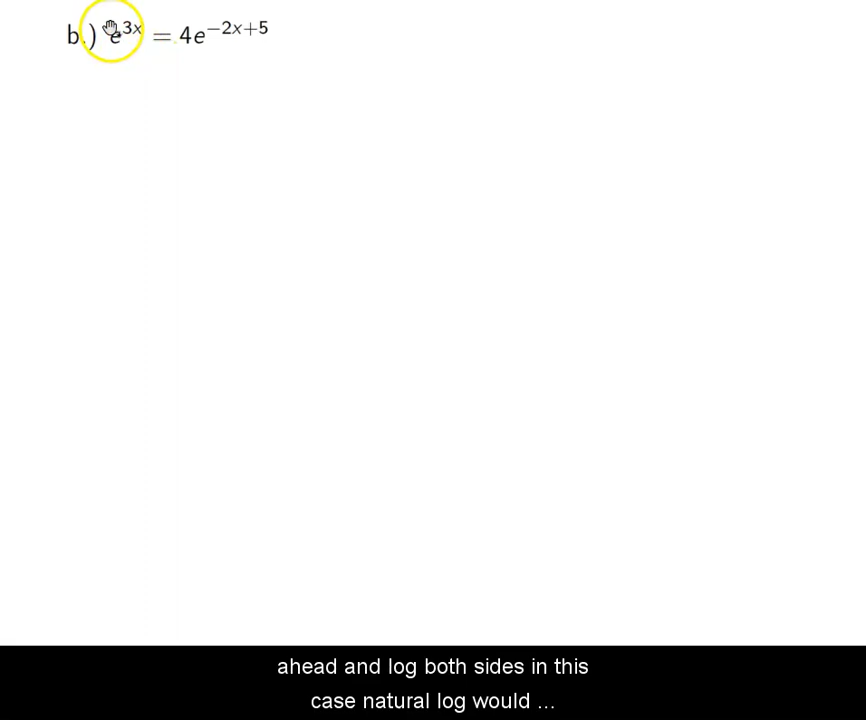 b.) e^{3x} = 4e^{-2x+5}
ahead and log both sides in this
case natural log would ...